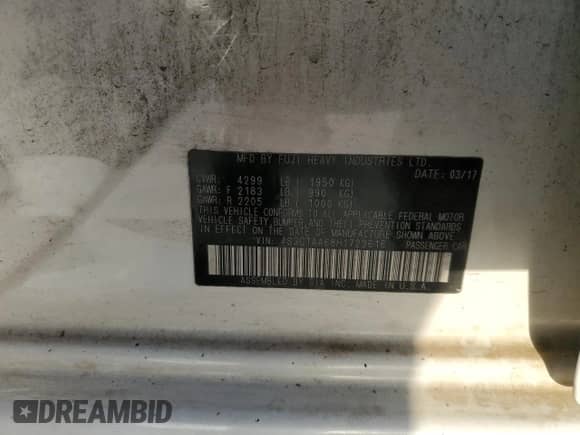 MFD BY FUJI HEAVY INDUSTRIES LTD.
DATE: 03/17
GVWR: 4299 LB ( 1950 KG)
GAWR: F 2183 LB ( 990 KG)
GAWR: R 2205 LB ( 1000 KG)
THIS VEHICLE CONFORMS TO ALL APPLICABLE FEDERAL MOTOR
VEHICLE SAFETY, BUMPER AND THEFT PREVENTION STANDARDS
IN EFFECT ON THE DATE OF MANUFACTURE SHOWN ABOVE.
VIN:
PASSENGER CAR
ASSEMBLED BY SIA INC. MADE IN U.S.A.
DREAMBID